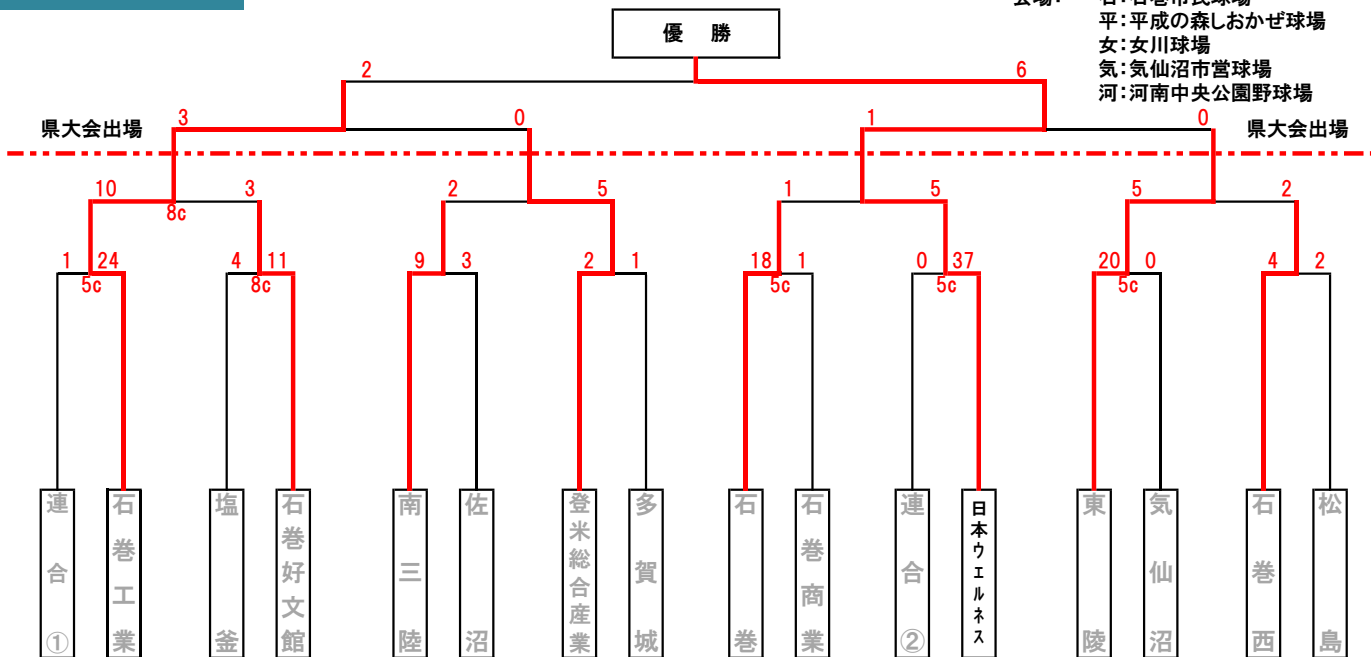 優 勝
平：平成の森しおかぜ球場
女：女川球場
気：気仙沼市営球場
河：河南中央公園野球場
2 6
県大会出場 3 0 1 0 県大会出場
10 3 2 5 1 5 5 2
8c
1 24 4 11 9 3 2 1 18 1 0 37 20 0 4 2
5c 8c 5c 5c 5c
連合①
石巻工業
塩釜
石巻好文館
南三陸
佐沼
登米総合産業
多賀城
石巻
石巻商業
連合②
日本ウエルネス
東陵
気仙沼
石巻西
松島